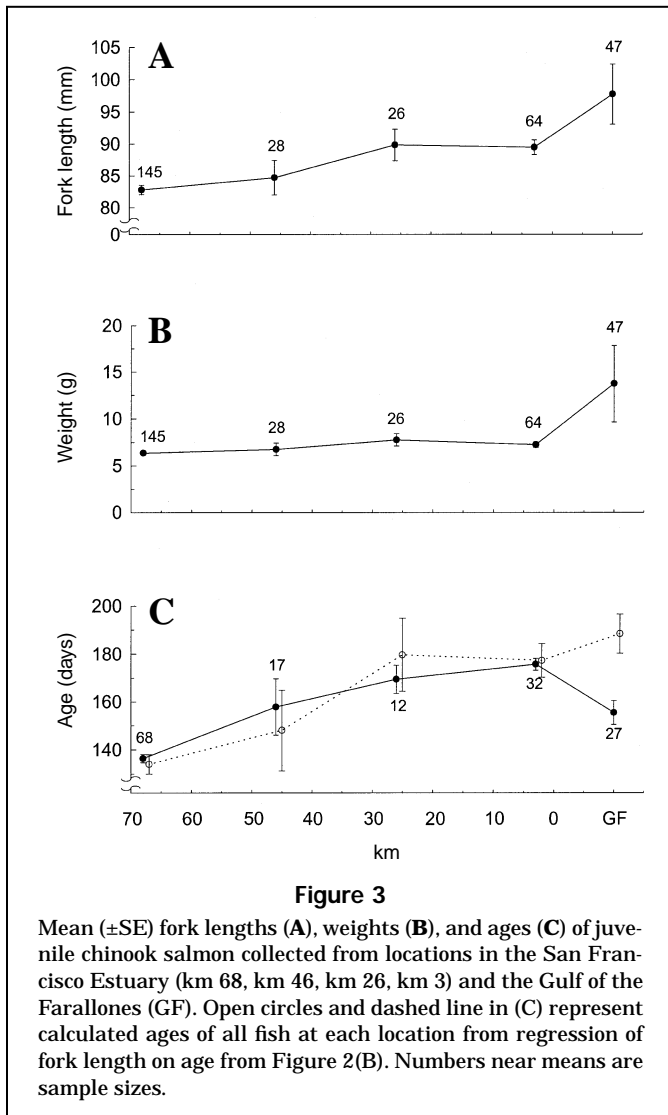 A
Fork length (mm)
105
100
95
90
85
80
0
145
28
26
64
47
B
Weight (g)
20
15
10
5
0
145
28
26
64
47
C
Age (days)
200
180
160
140
68
17
12
32
27
70 60 50 40 30 20 10 0 GF
km
Figure 3
Mean (±SE) fork lengths (A), weights (B), and ages (C) of juve-
nile chinook salmon collected from locations in the San Fran-
cisco Estuary (km 68, km 46, km 26, km 3) and the Gulf of the
Farallones (GF). Open circles and dashed line in (C) represent
calculated ages of all fish at each location from regression of
fork length on age from Figure 2(B). Numbers near means are
sample sizes.